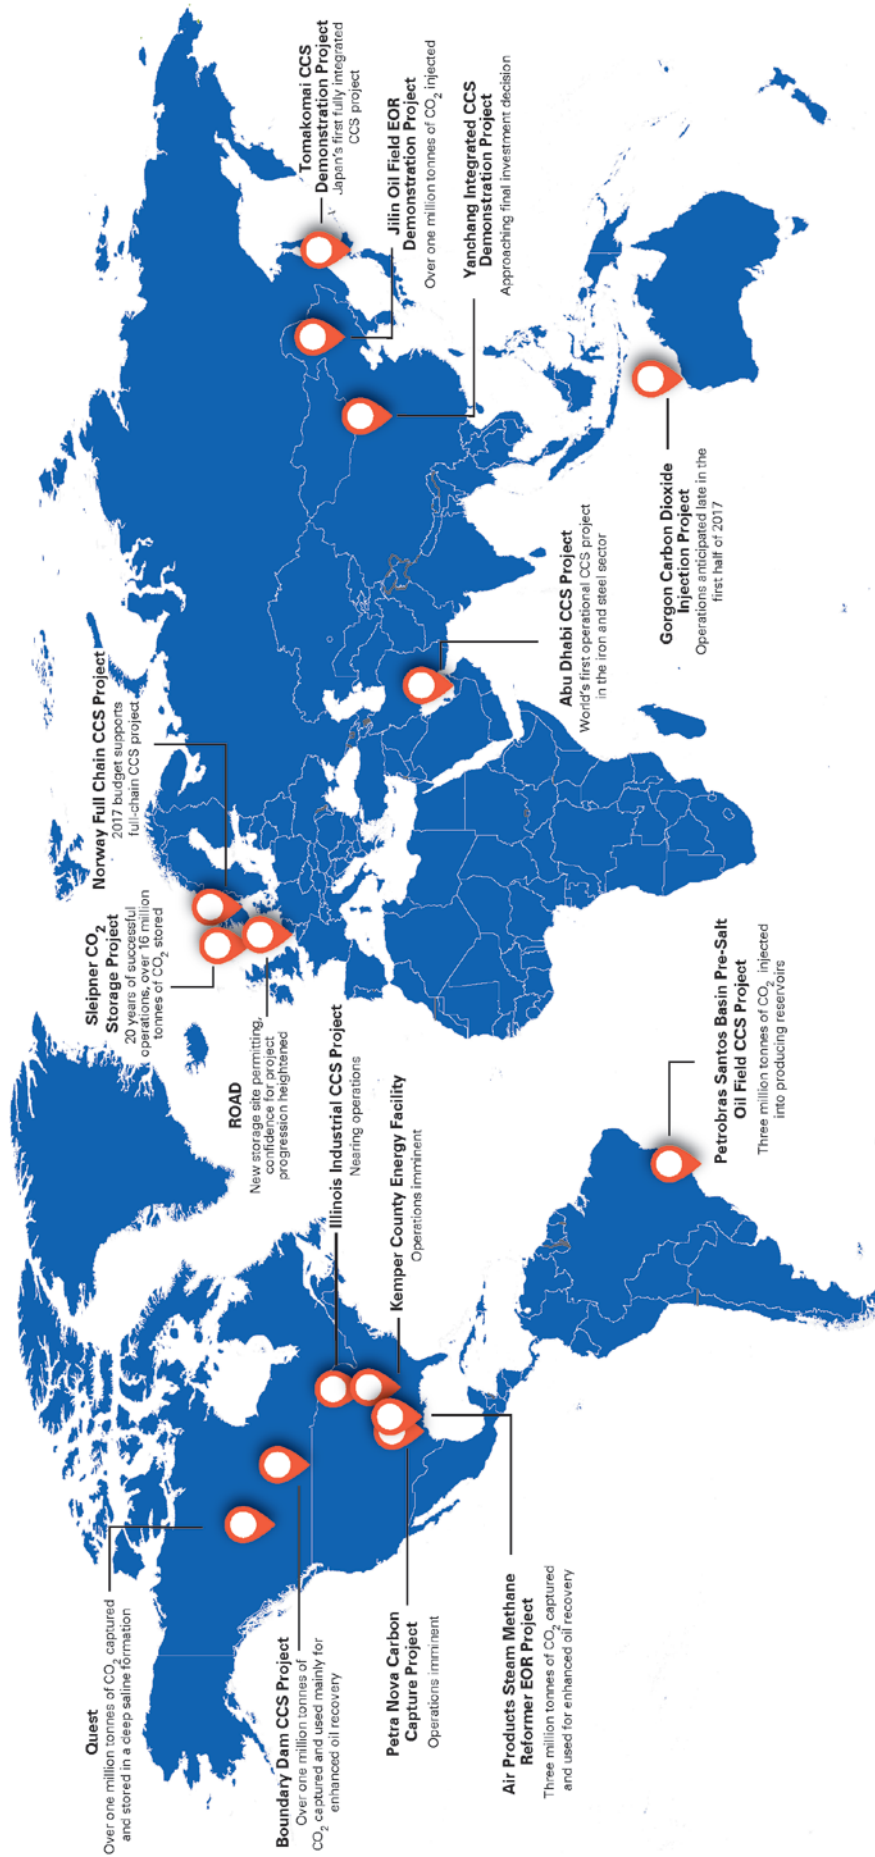 Quest
Over one million tonnes of CO2 captured
and stored in a deep saline formation
Boundary Dam CCS Project
Over one million tonnes of
CO2 captured and used mainly for
enhanced oil recovery
Petra Nova Carbon
Capture Project
Operations imminent
Air Products Steam Methane
Reformer EOR Project
Three million tonnes of CO2 captured
and used for enhanced oil recovery
Sleipner CO2
Storage Project
20 years of successful
operations, over 16 million
tonnes of CO2 stored
ROAD
New storage site permitting,
confidence for project
progression heightened
Illinois Industrial CCS Project
Nearing operations
Kemper County Energy Facility
Operations imminent
Petrobras Santos Basin Pre-Salt
Oil Field CCS Project
Three million tonnes of CO2 injected
into producing reservoirs
Norway Full Chain CCS Project
2017 budget supports
full-chain CCS project
Abu Dhabi CCS Project
World's first operational CCS project
in the iron and steel sector
Gorgon Carbon Dioxide
Injection Project
Operations anticipated late in the
first half of 2017
Tomakomai CCS
Demonstration Project
Japan's first fully integrated
CCS project
Jilin Oil Field EOR
Demonstration Project
Over one million tonnes of CO2 injected
Yanchang Integrated CCS
Demonstration Project
Approaching final investment decision